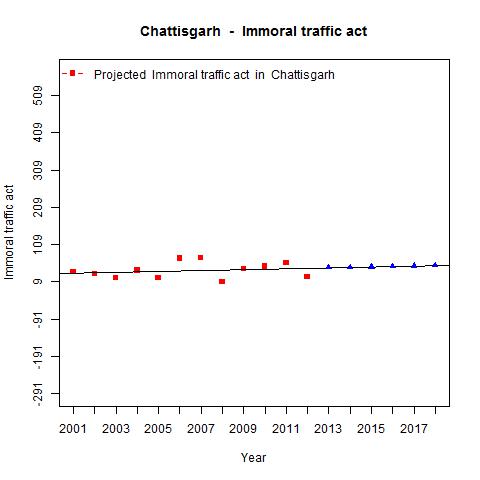 Chattisgarh - Immoral traffic act
Projected Immoral traffic act in Chattisgarh
509
409
309
209
109
9
-91
-191
-291
Immoral traffic act
2001 2003 2005 2007 2009 2011 2013 2015 2017
Year